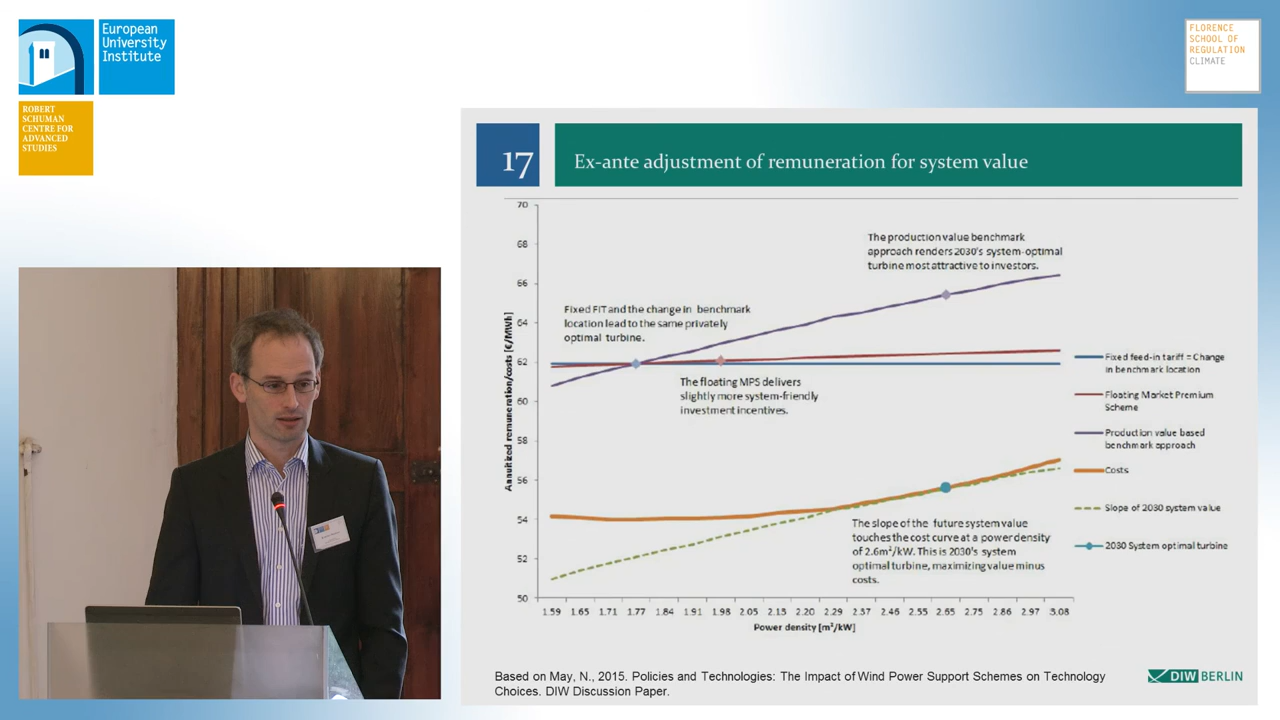 European
University
Institute
ROBERT
SCHUMAN
CENTRE FOR
ADVANCED
STUDIES
FLORENCE
SCHOOL OF
REGULATION
CLIMATE
17
Ex-ante adjustment of remuneration for system value
70
68
66
64
62
60
58
56
54
52
50
Annuitized remuneration/costs [€/MWh]
The production value benchmark
approach renders 2030's system-optimal
turbine most attractive to investors.
Fixed FIT and the change in benchmark
location lead to the same privately
optimal turbine.
The floating MPS delivers
slightly more system-friendly
investment incentives.
The slope of the future system value
touches the cost curve at a power density
of 2.6m²/kW. This is 2030's system
optimal turbine, maximizing value minus
costs.
Fixed feed-in tariff = Change
in benchmark location
Floating Market Premium
Scheme
Production value based
benchmark approach
Costs
Slope of 2030 system value
2030 System optimal turbine
1.59 1.65 1.71 1.77 1.84 1.91 1.98 2.05 2.13 2.20 2.29 2.37 2.46 2.55 2.65 2.75 2.86 2.97 3.08
Power density [m²/kW]
Based on May, N., 2015. Policies and Technologies: The Impact of Wind Power Support Schemes on Technology
Choices. DIW Discussion Paper.
DIW BERLIN